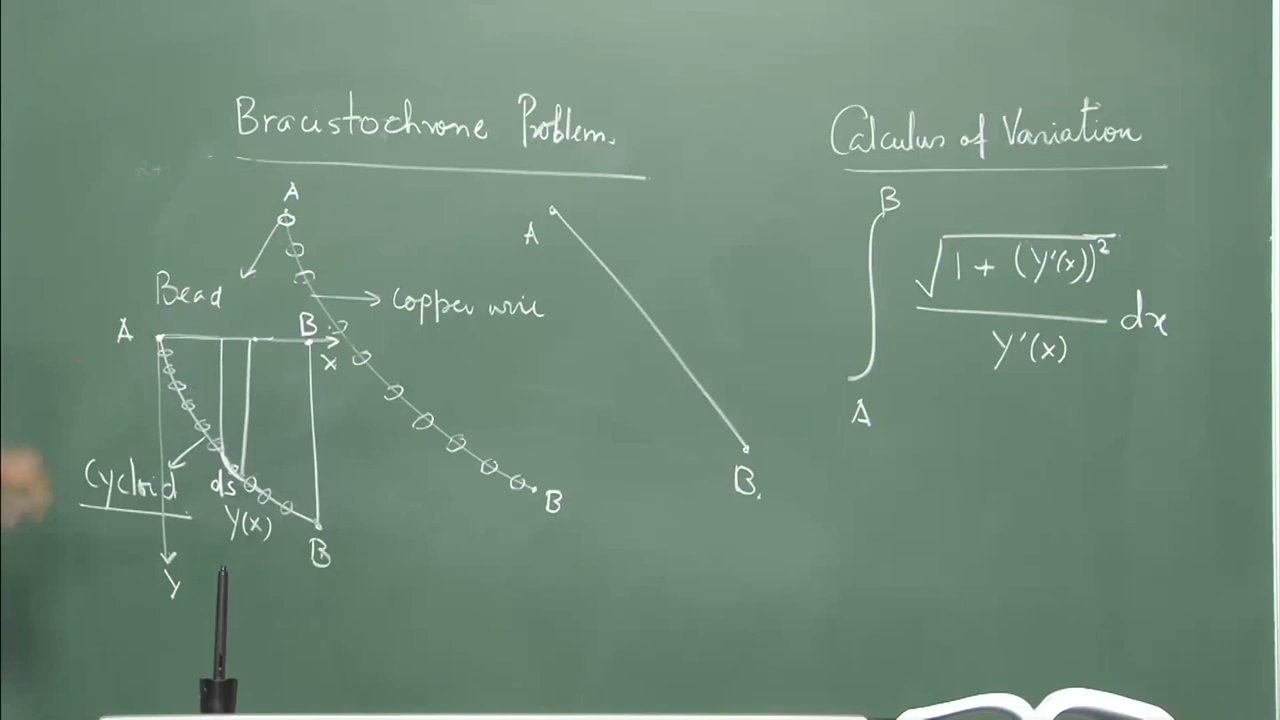 Bracistochrone Problem.
A
Bead
copper wire
B
A
B
x
Cycloid
ds
Y(x)
B
y
A
B.
Calculus of Variation
B
∫
A
√(1 + (Y'(x))²)
Y'(x)
dx